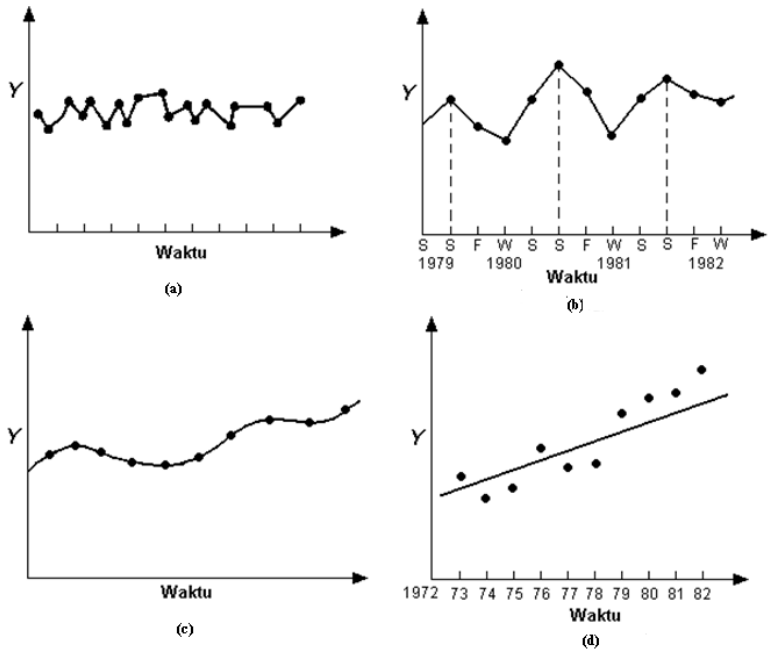 Y
Waktu
(a)
Y
S S F W S S F W S S F W
1979 1980 1981 1982
Waktu
(b)
Y
Waktu
(c)
Y
1972 73 74 75 76 77 78 79 80 81 82
Waktu
(d)